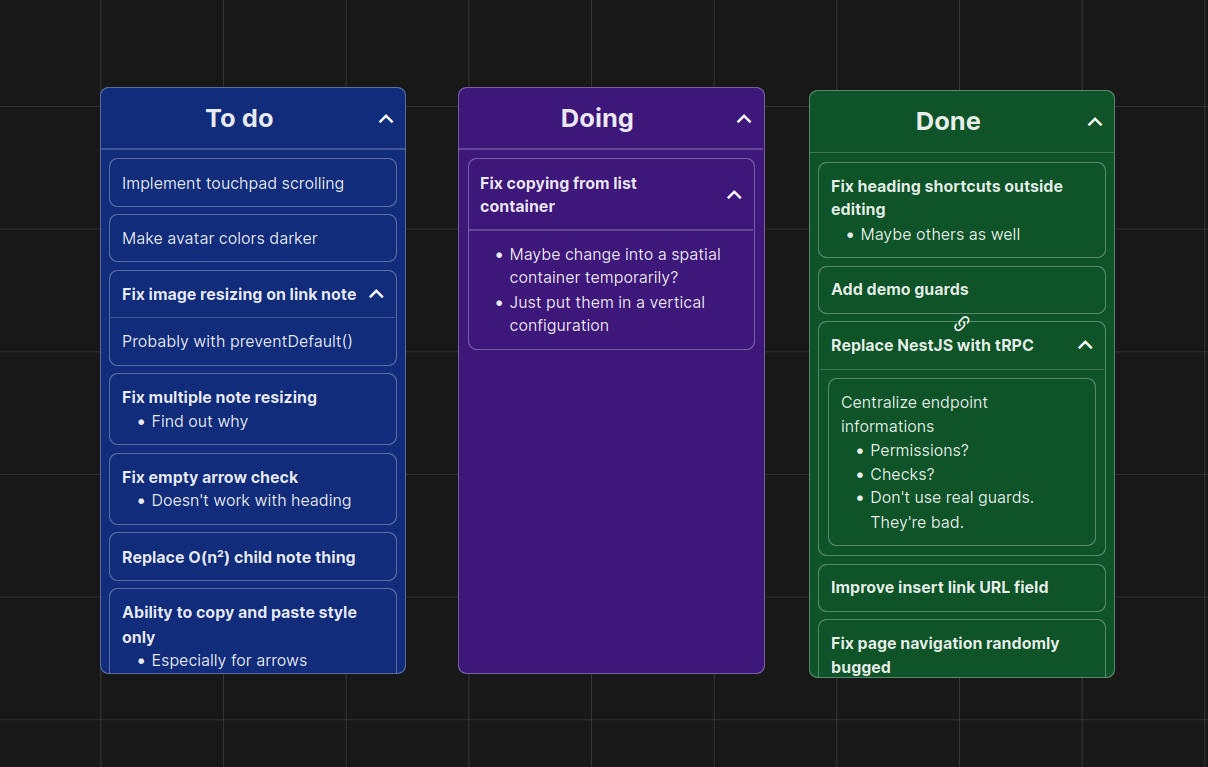 To do
Implement touchpad scrolling
Make avatar colors darker
Fix image resizing on link note
Probably with preventDefault()
Fix multiple note resizing
• Find out why
Fix empty arrow check
• Doesn't work with heading
Replace O(n²) child note thing
Ability to copy and paste style
only
• Especially for arrows
Doing
Fix copying from list
container
• Maybe change into a spatial
container temporarily?
• Just put them in a vertical
configuration
Done
Fix heading shortcuts outside
editing
• Maybe others as well
Add demo guards
Replace NestJS with tRPC
Centralize endpoint
informations
• Permissions?
• Checks?
• Don't use real guards.
They're bad.
Improve insert link URL field
Fix page navigation randomly
bugged